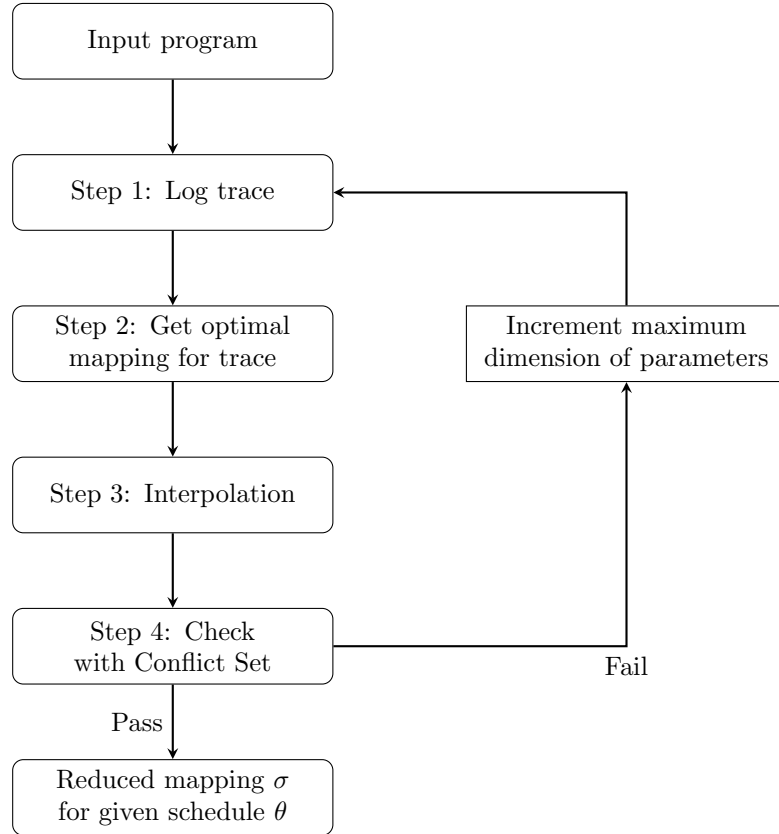 Input program
Step 1: Log trace
Step 2: Get optimal
mapping for trace
Increment maximum
dimension of parameters
Step 3: Interpolation
Step 4: Check
with Conflict Set
Fail
Pass
Reduced mapping σ
for given schedule θ